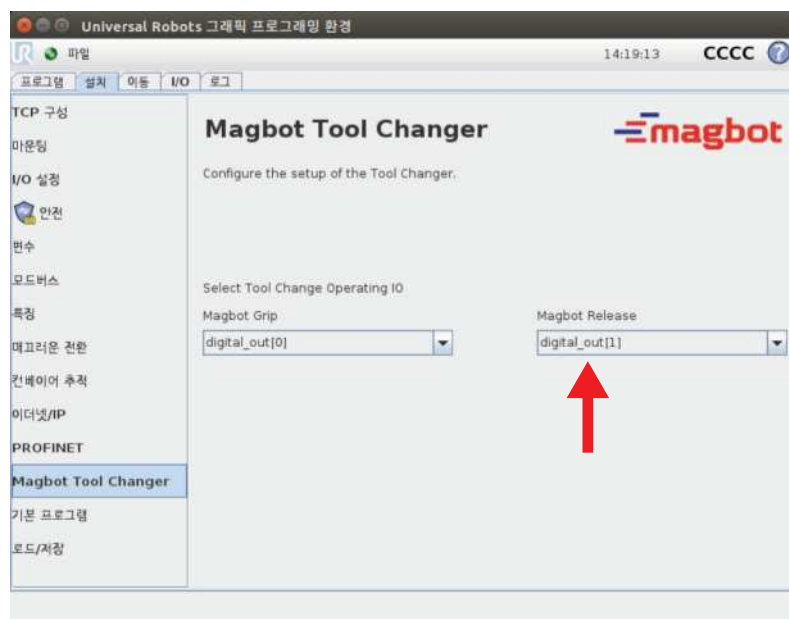 Universal Robots 그래픽 프로그래밍 환경
파일
14:19:13
CCCC
?
프로그램 설치 이동 I/O 로그
TCP 구성
마운팅
I/O 설정
안전
변수
모드버스
특징
매끄러운 전환
컨베이어 추적
이더넷/IP
PROFINET
Magbot Tool Changer
기본 프로그램
로드/저장
Magbot Tool Changer
magbot
Configure the setup of the Tool Changer.
Select Tool Change Operating IO
Magbot Grip
Magbot Release
digital_out[0]
digital_out[1]